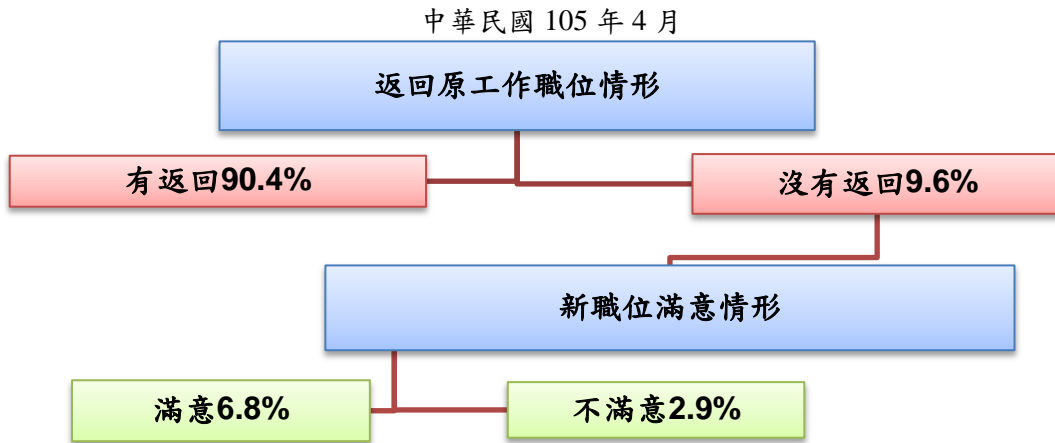 中華民國 105 年 4 月
返回原工作職位情形
有返回90.4%
沒有返回9.6%
新職位滿意情形
滿意6.8%
不滿意2.9%